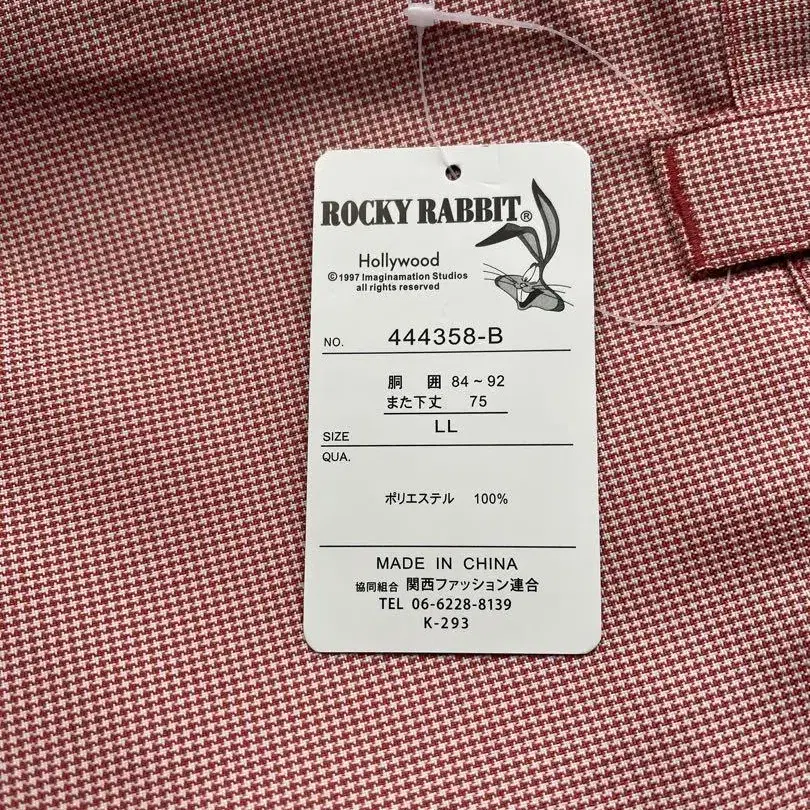 ROCKY RABBIT®
Hollywood
©1997 Imaginamation Studios
all rights reserved
NO. 444358-B
胴 囲 84~92
また下丈 75
SIZE LL
QUA.
ポリエステル 100%
MADE IN CHINA
協同組合 関西ファッション連合
TEL 06-6228-8139
K-293